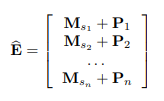 Ê = [ M_{s_1} + P_1
M_{s_2} + P_2
...
M_{s_n} + P_n ]